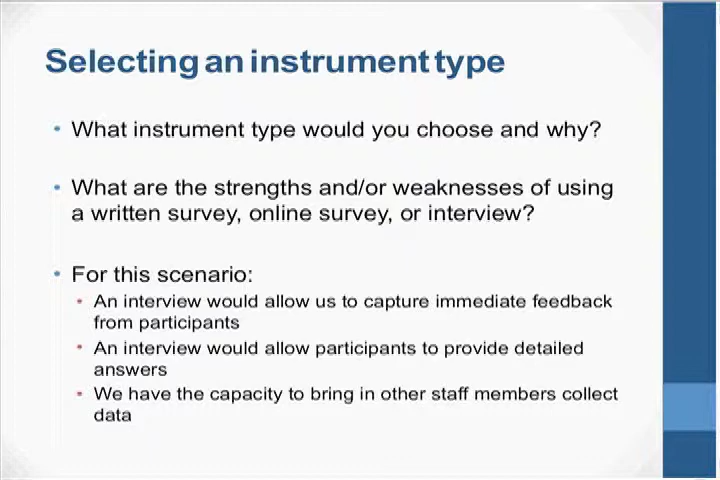 Selecting an instrument type
• What instrument type would you choose and why?
• What are the strengths and/or weaknesses of using
a written survey, online survey, or interview?
• For this scenario:
• An interview would allow us to capture immediate feedback
from participants
• An interview would allow participants to provide detailed
answers
• We have the capacity to bring in other staff members collect
data